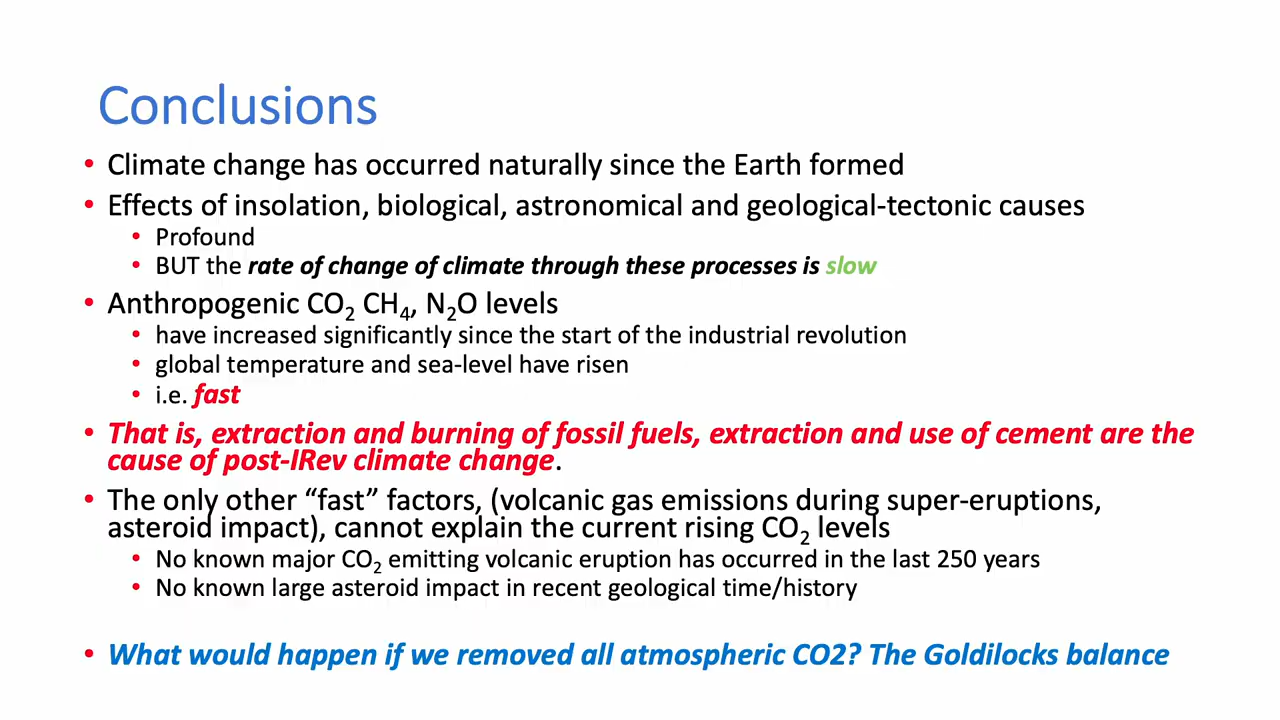 Conclusions
• Climate change has occurred naturally since the Earth formed
• Effects of insolation, biological, astronomical and geological-tectonic causes
• Profound
• BUT the rate of change of climate through these processes is slow
• Anthropogenic CO₂ CH₄, N₂O levels
• have increased significantly since the start of the industrial revolution
• global temperature and sea-level have risen
• i.e. fast
• That is, extraction and burning of fossil fuels, extraction and use of cement are the
cause of post-IRev climate change.
• The only other “fast” factors, (volcanic gas emissions during super-eruptions,
asteroid impact), cannot explain the current rising CO₂ levels
• No known major CO₂ emitting volcanic eruption has occurred in the last 250 years
• No known large asteroid impact in recent geological time/history
• What would happen if we removed all atmospheric CO2? The Goldilocks balance